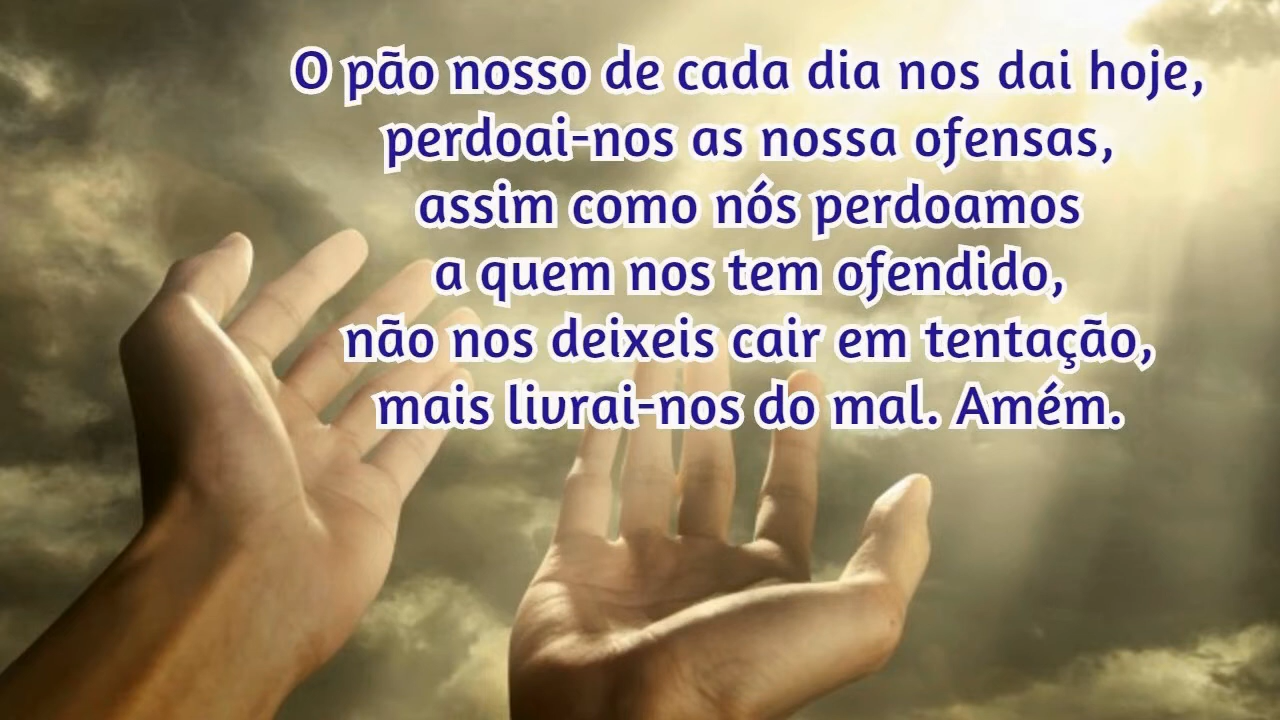 O pão nosso de cada dia nos dai hoje,
perdoai-nos as nossa ofensas,
assim como nós perdoamos
a quem nos tem ofendido,
não nos deixeis cair em tentação,
mais livrai-nos do mal. Amém.